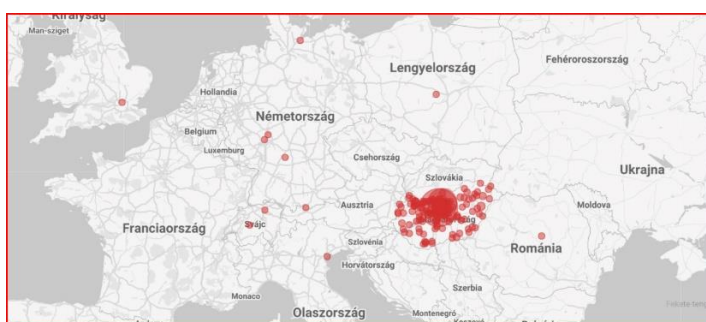 Királyság
Man-sziget
Lengyelország
Fehéroroszország
Hollandia
Németország
Belgium
Luxemburg
Csehország
Ukrajna
Szlovákia
Ausztria
Moldova
Franciaország
Svájc
Románia
Szlovénia
Horvátország
Szerbia
Monaco
Olaszország
Montenegró